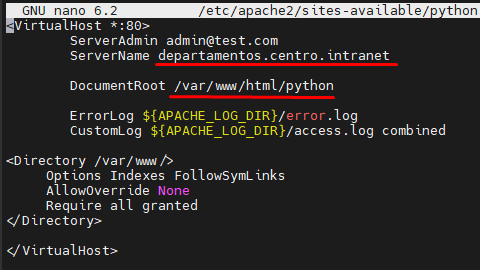 GNU nano 6.2 /etc/apache2/sites-available/python
<VirtualHost *:80>
ServerAdmin admin@test.com
ServerName departamentos.centro.intranet
DocumentRoot /var/www/html/python
ErrorLog ${APACHE_LOG_DIR}/error.log
CustomLog ${APACHE_LOG_DIR}/access.log combined
<Directory /var/www/>
Options Indexes FollowSymLinks
AllowOverride None
Require all granted
</Directory>
</VirtualHost>